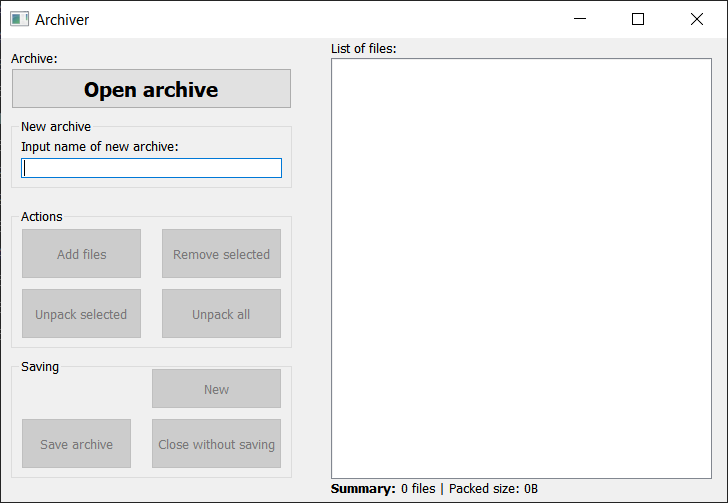 Archiver
Archive:
Open archive
New archive
Input name of new archive:
Actions
Add files
Remove selected
Unpack selected
Unpack all
Saving
New
Save archive
Close without saving
List of files:
Summary: 0 files | Packed size: 0B